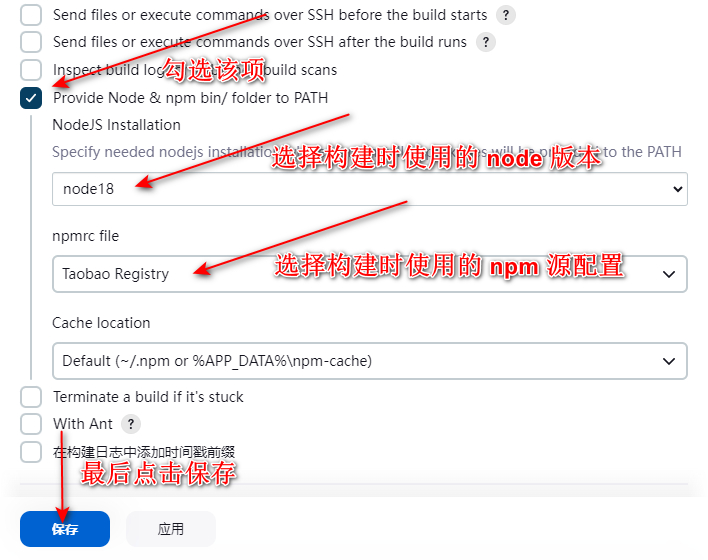 Send files or execute commands over SSH before the build starts ?
Send files or execute commands over SSH after the build runs ?
Inspect build log build scans
勾选该项
Provide Node & npm bin/ folder to PATH
NodeJS Installation
Specify needed nodejs installation will be to the PATH
选择构建时使用的 node 版本
node18
npmrc file
Taobao Registry
选择构建时使用的 npm 源配置
Cache location
Default (~/.npm or %APP_DATA%\npm-cache)
Terminate a build if it's stuck
With Ant ?
在构建日志中添加时间戳前缀
最后点击保存
保存 应用